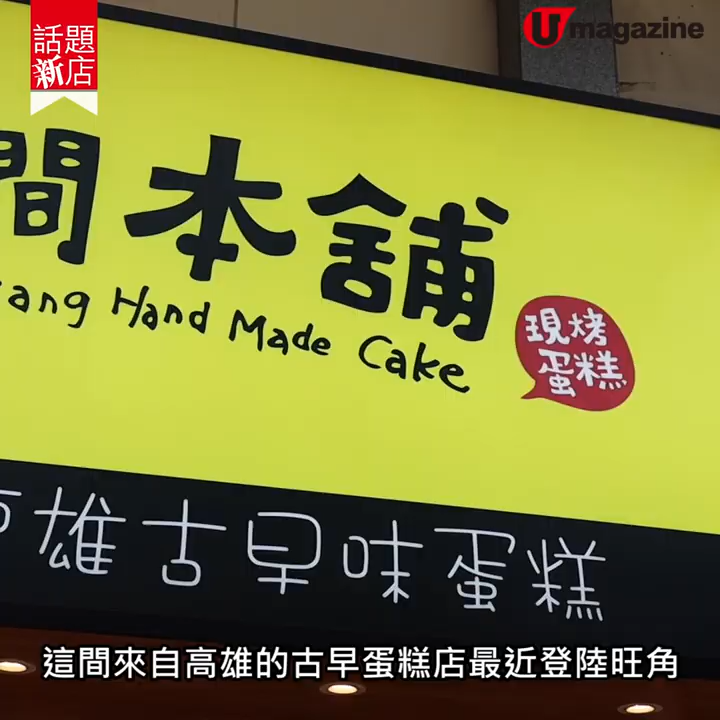 話題
新店
U magazine
間本舖
ang Hand Made Cake
現烤
蛋糕
雄古早味蛋糕
這間來自高雄的古早蛋糕店最近登陸旺角